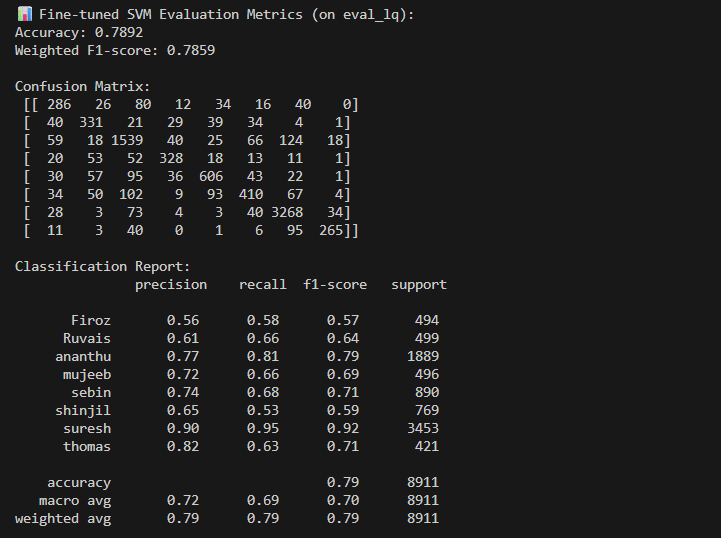 📊 Fine-tuned SVM Evaluation Metrics (on eval_lq):
Accuracy: 0.7892
Weighted F1-score: 0.7859
Confusion Matrix:
[[ 286 26 80 12 34 16 40 0]
[ 40 331 21 29 39 34 4 1]
[ 59 18 1539 40 25 66 124 18]
[ 20 53 52 328 18 13 11 1]
[ 30 57 95 36 606 43 22 1]
[ 34 50 102 9 93 410 67 4]
[ 28 3 73 4 3 40 3268 34]
[ 11 3 40 0 1 6 95 265]]
Classification Report:
precision recall f1-score support
Firoz 0.56 0.58 0.57 494
Ruvais 0.61 0.66 0.64 499
ananthu 0.77 0.81 0.79 1889
mujeeb 0.72 0.66 0.69 496
sebin 0.74 0.68 0.71 890
shinjil 0.65 0.53 0.59 769
suresh 0.90 0.95 0.92 3453
thomas 0.82 0.63 0.71 421
accuracy 0.79 8911
macro avg 0.72 0.69 0.70 8911
weighted avg 0.79 0.79 0.79 8911